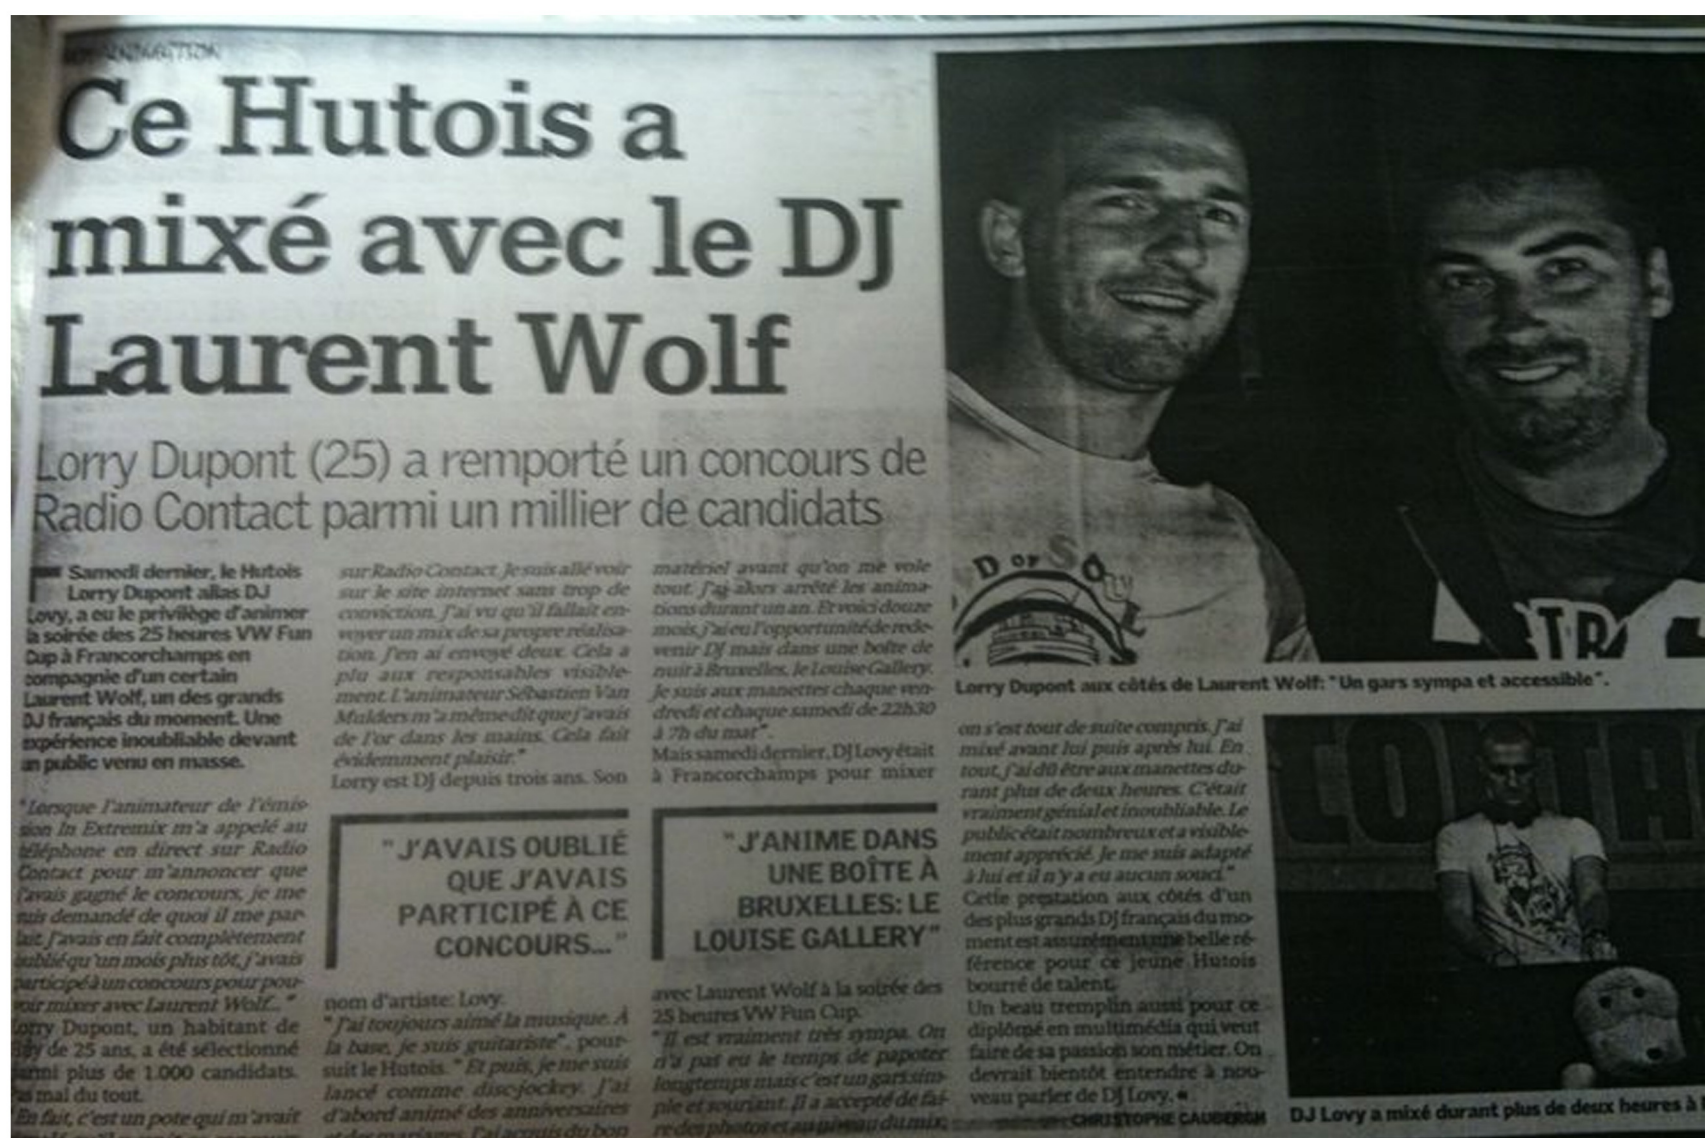 Ce Hutois a
mixé avec le DJ
Laurent Wolf
Lorry Dupont (25) a remporté un concours de
Radio Contact parmi un millier de candidats
Samedi dernier, le Hutois
Lorry Dupont alias DJ
Lovy, a eu le privilège d'animer
la soirée des 25 heures VW Fun
Cup à Francorchamps en
compagnie d'un certain
Laurent Wolf, un des grands
DJ français du moment. Une
expérience inoubliable devant
un public venu en masse.
"Lorsque l'animateur de l'émis-
sion In Extremix m'a appelé au
téléphone en direct sur Radio
Contact pour m'annoncer que
j'avais gagné le concours, je me
suis demandé de quoi il me par-
lait. J'avais en fait complètement
oublié qu'un mois plus tôt, j'avais
participé à un concours pour pou-
voir mixer avec Laurent Wolf... "
Lorry Dupont, un habitant de
de 25 ans, a été sélectionné
parmi plus de 1.000 candidats.
Pas mal du tout.
"En fait, c'est un pote qui m'avait
sur Radio Contact. Je suis allé voir
sur le site internet sans trop de
conviction. J'ai vu qu'il fallait en-
voyer un mix de sa propre réalisa-
tion. J'en ai envoyé deux. Cela a
plu aux responsables visible-
ment. L'animateur Sébastien Van
Mulders m'a même dit que j'avais
de l'or dans les mains. Cela fait
évidemment plaisir."
Lorry est DJ depuis trois ans. Son
"J'AVAIS OUBLIÉ
QUE J'AVAIS
PARTICIPÉ À CE
CONCOURS..."
nom d'artiste: Lovy.
"J'ai toujours aimé la musique. À
la base, je suis guitariste", pour-
suit le Hutois. "Et puis, je me suis
lancé comme disc-jockey. J'ai
d'abord animé des anniversaires
et des mariages. J'ai acquis du bon
matériel avant qu'on me vole
tout. J'ai alors arrêté les anima-
tions durant un an. Et voici douze
mois, j'ai eu l'opportunité de rede-
venir DJ mais dans une boîte de
nuit à Bruxelles, le Louise Gallery.
Je suis aux manettes chaque ven-
dredi et chaque samedi de 22h30
à 7h du mat".
Mais samedi dernier, DJ Lovy était
à Francorchamps pour mixer
"J'ANIME DANS
UNE BOÎTE À
BRUXELLES: LE
LOUISE GALLERY"
avec Laurent Wolf à la soirée des
25 heures VW Fun Cup.
"Il est vraiment très sympa. On
n'a pas eu le temps de papoter
longtemps mais c'est un gars sim-
ple et souriant. Il a accepté de fai-
re des photos et au niveau du mix,
D OF SOUL
Lorry Dupont aux côtés de Laurent Wolf: "Un gars sympa et accessible".
on s'est tout de suite compris. J'ai
mixé avant lui puis après lui. En
tout, j'ai dû être aux manettes du-
rant plus de deux heures. C'était
vraiment génial et inoubliable. Le
public était nombreux et a visible-
ment apprécié. Je me suis adapté
à lui et il n'y a eu aucun souci."
Cette prestation aux côtés d'un
des plus grands DJ français du mo-
ment est assurément une belle ré-
férence pour ce jeune Hutois
bourré de talent.
Un beau tremplin aussi pour ce
diplômé en multimédia qui veut
faire de sa passion son métier. On
devrait bientôt entendre à nou-
veau parler de DJ Lovy.
CHRISTOPHE CAUBERGH
DJ Lovy a mixé durant plus de deux heures à